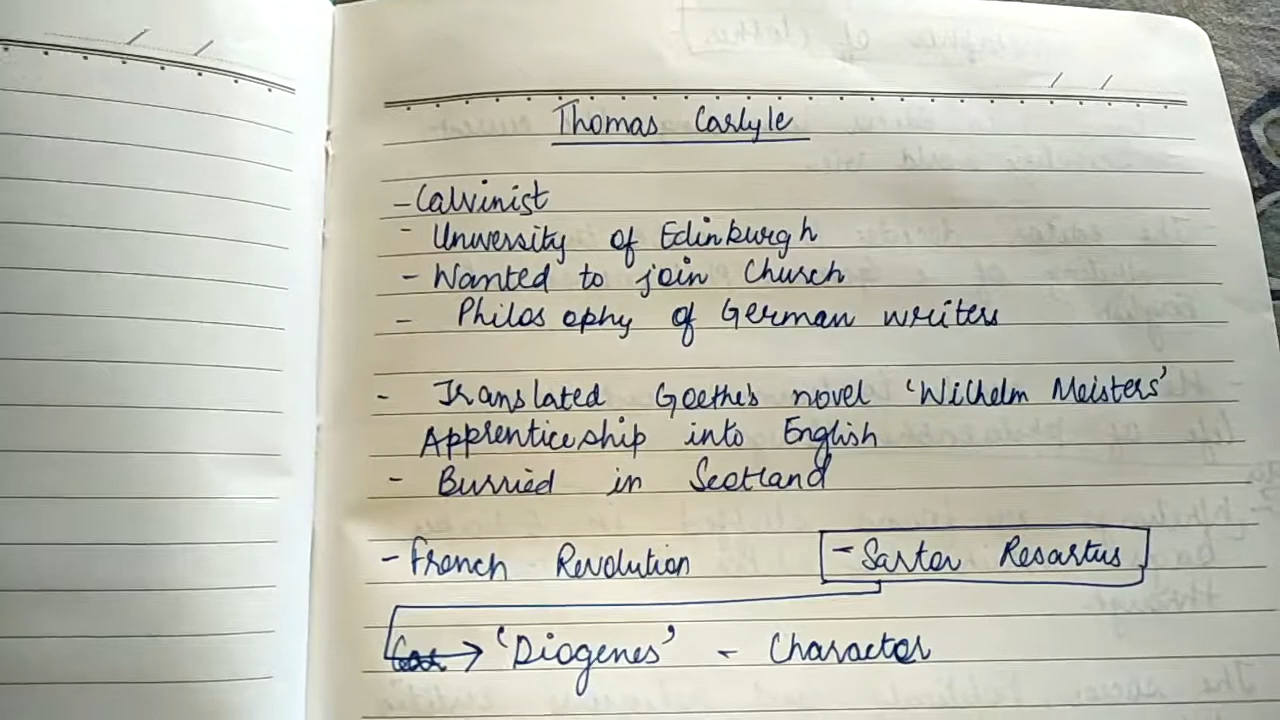 Thomas Carlyle
- Calvinist
- University of Edinburgh
- Wanted to join Church
- Philosophy of German writers
- Translated Goethe's novel 'Wilhelm Meisters'
Apprenticeship into English
- Burried in Scotland
- French Revolution - Sartor Resartus
→ 'Diogenes' - Character